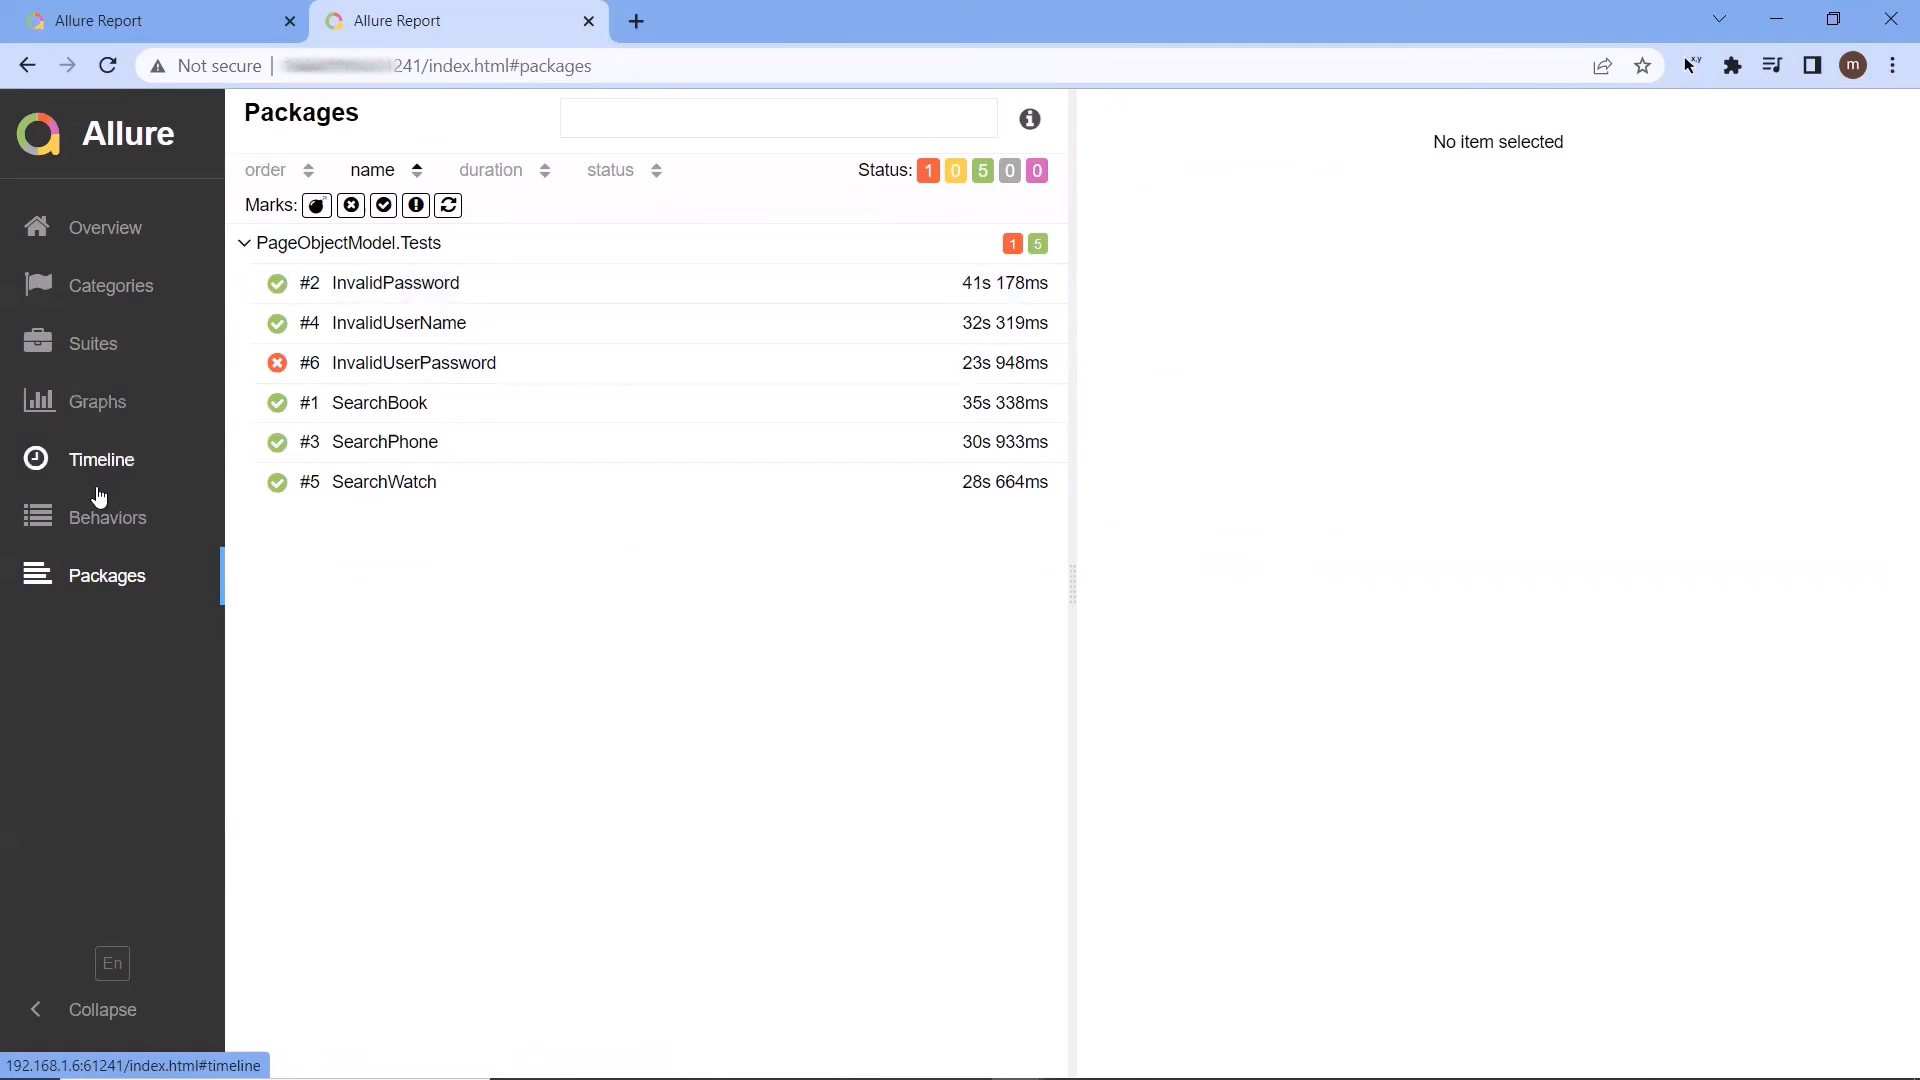 Allure Report
Allure Report
Not secure
241/index.html#packages
m
Allure
Packages
No item selected
order
name
duration
status
Status: 1 0 5 0 0
Marks:
PageObjectModel.Tests 1 5
#2 InvalidPassword 41s 178ms
#4 InvalidUserName 32s 319ms
#6 InvalidUserPassword 23s 948ms
#1 SearchBook 35s 338ms
#3 SearchPhone 30s 933ms
#5 SearchWatch 28s 664ms
Overview
Categories
Suites
Graphs
Timeline
Behaviors
Packages
En
Collapse
192.168.1.6:61241/index.html#timeline